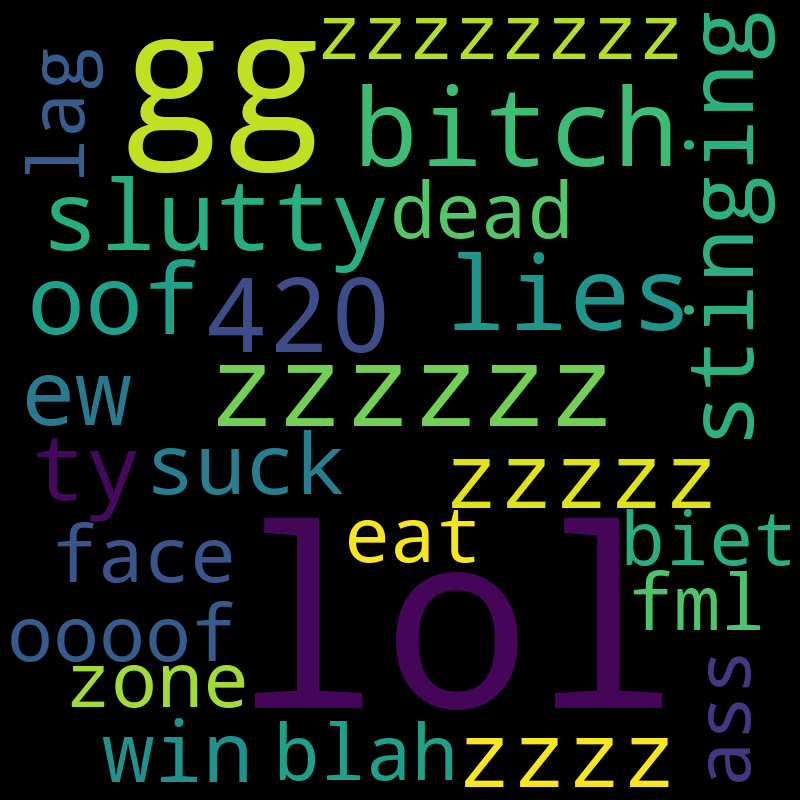 zzzzzzzz
lag
gg
bitch
stinging
slutty
dead
oof
420
lies
ew
zzzzzz
ty
suck
zzzzz
face
eat
biet
lol
fml
oooof
zone
ass
win
blah
zzzz